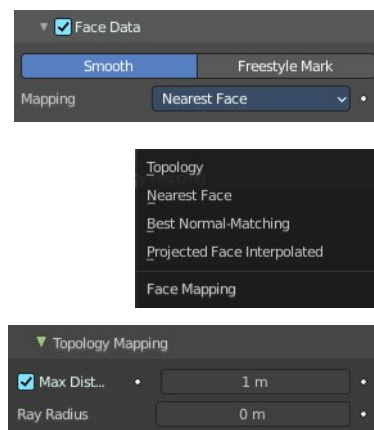 Face Data
Smooth Freestyle Mark
Mapping Nearest Face
Topology
Nearest Face
Best Normal-Matching
Projected Face Interpolated
Face Mapping
Topology Mapping
Max Dist... 1 m
Ray Radius 0 m